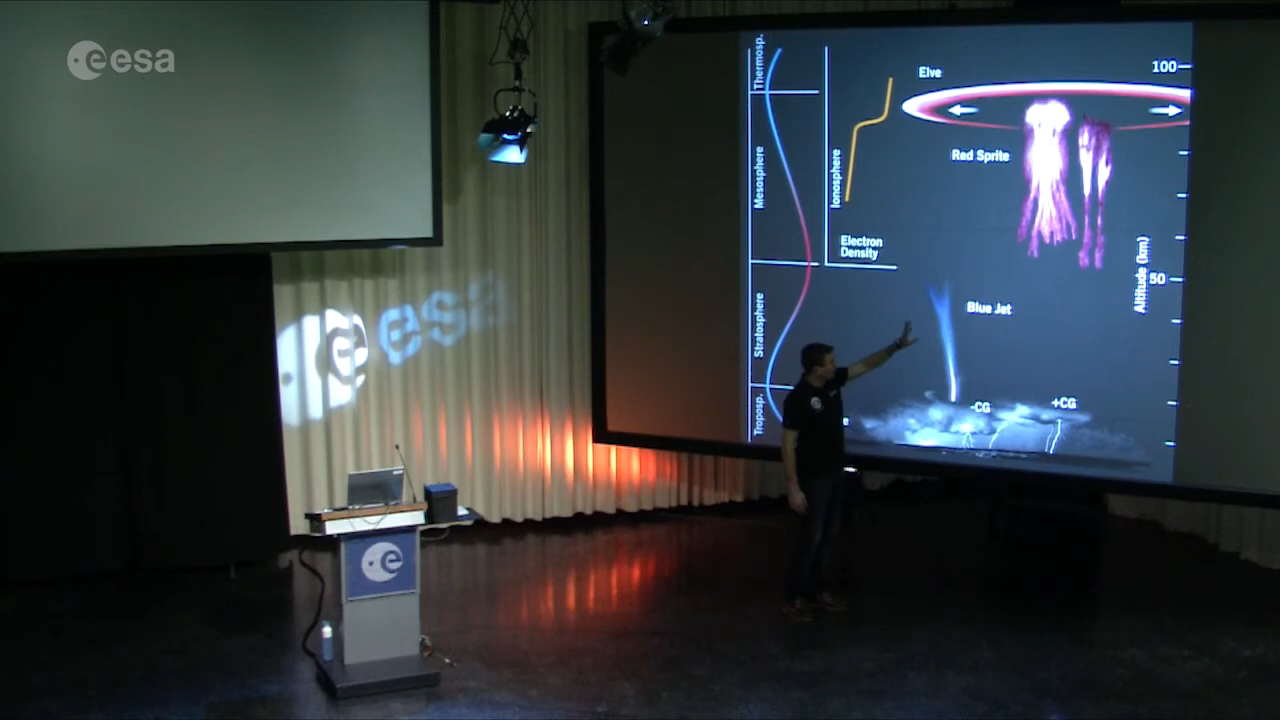 esa
esa
e
e
Thermosp.
Mesosphere
Stratosphere
Troposp.
Ionosphere
Electron
Density
Elve
Red Sprite
Blue Jet
-CG
+CG
100
50
Altitude (km)